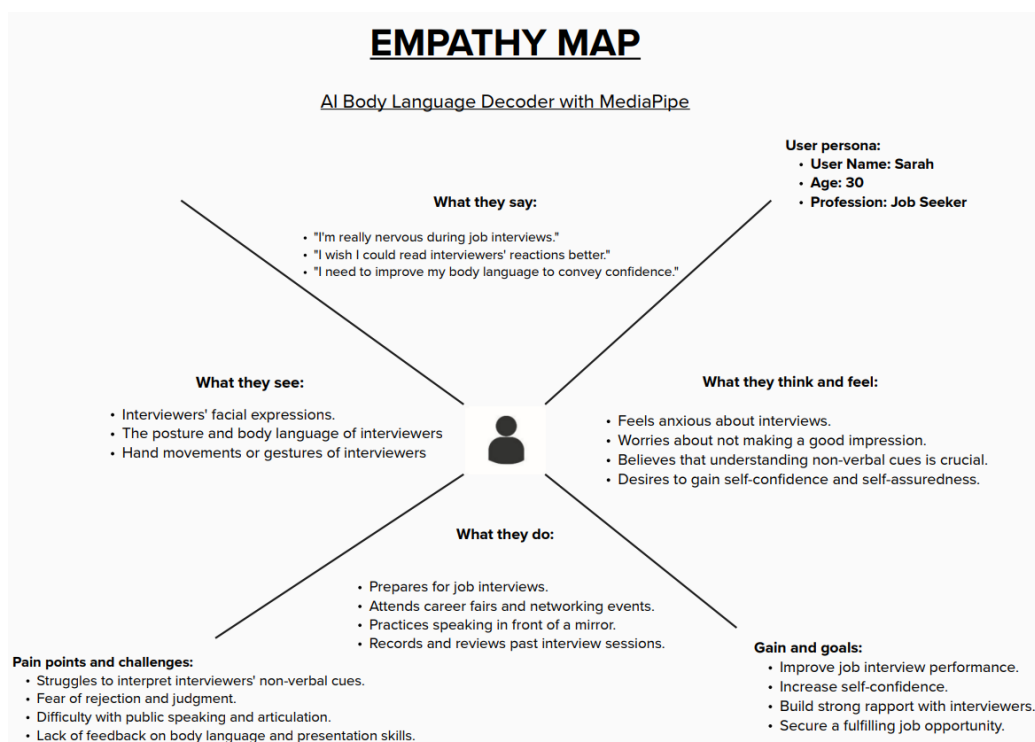 EMPATHY MAP
AI Body Language Decoder with MediaPipe
User persona:
• User Name: Sarah
• Age: 30
• Profession: Job Seeker
What they say:
• "I'm really nervous during job interviews."
• "I wish I could read interviewers' reactions better."
• "I need to improve my body language to convey confidence."
What they see:
• Interviewers' facial expressions.
• The posture and body language of interviewers
• Hand movements or gestures of interviewers
What they think and feel:
• Feels anxious about interviews.
• Worries about not making a good impression.
• Believes that understanding non-verbal cues is crucial.
• Desires to gain self-confidence and self-assuredness.
What they do:
• Prepares for job interviews.
• Attends career fairs and networking events.
• Practices speaking in front of a mirror.
• Records and reviews past interview sessions.
Pain points and challenges:
• Struggles to interpret interviewers' non-verbal cues.
• Fear of rejection and judgment.
• Difficulty with public speaking and articulation.
• Lack of feedback on body language and presentation skills.
Gain and goals:
• Improve job interview performance.
• Increase self-confidence.
• Build strong rapport with interviewers.
• Secure a fulfilling job opportunity.